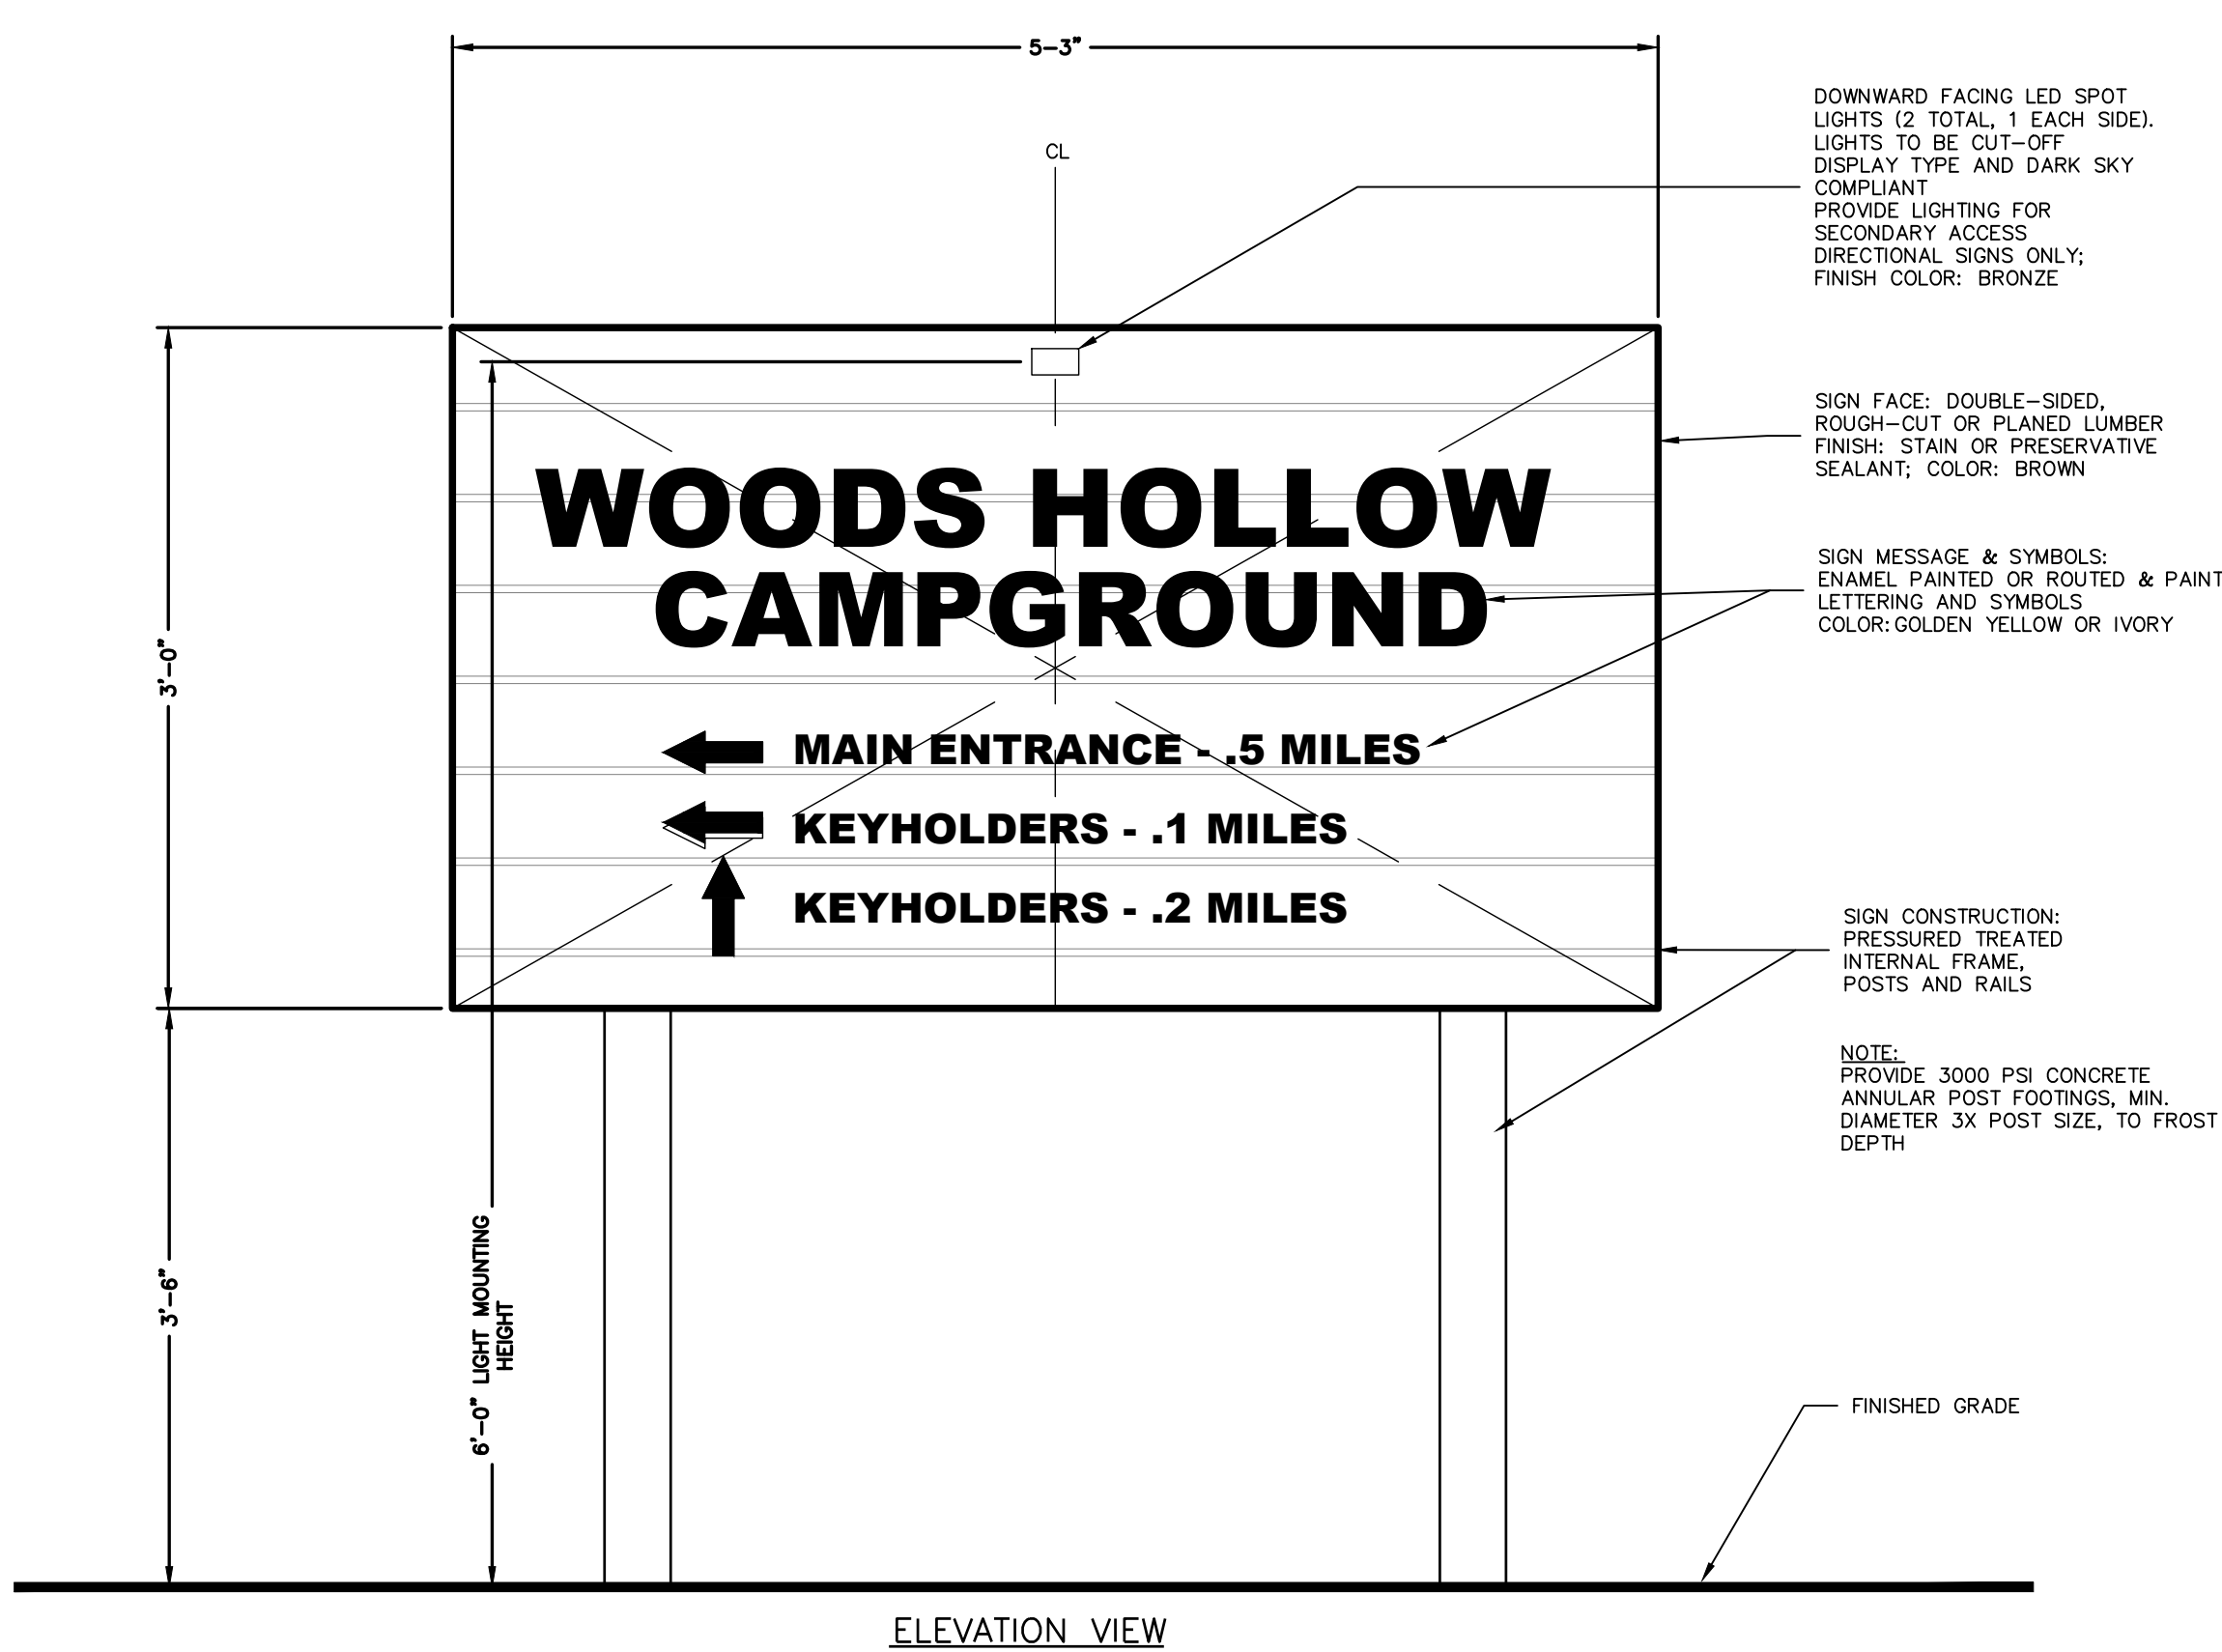 5-3"
CL
DOWNWARD FACING LED SPOT
LIGHTS (2 TOTAL, 1 EACH SIDE).
LIGHTS TO BE CUT-OFF
DISPLAY TYPE AND DARK SKY
COMPLIANT
PROVIDE LIGHTING FOR
SECONDARY ACCESS
DIRECTIONAL SIGNS ONLY;
FINISH COLOR: BRONZE
SIGN FACE: DOUBLE-SIDED,
ROUGH-CUT OR PLANED LUMBER
FINISH: STAIN OR PRESERVATIVE
SEALANT; COLOR: BROWN
WOODS HOLLOW
CAMPGROUND
SIGN MESSAGE & SYMBOLS:
ENAMEL PAINTED OR ROUTED & PAINT
LETTERING AND SYMBOLS
COLOR: GOLDEN YELLOW OR IVORY
3'-0"
MAIN ENTRANCE - .5 MILES
KEYHOLDERS - .1 MILES
KEYHOLDERS - .2 MILES
SIGN CONSTRUCTION:
PRESSURED TREATED
INTERNAL FRAME,
POSTS AND RAILS
NOTE:
PROVIDE 3000 PSI CONCRETE
ANNULAR POST FOOTINGS, MIN.
DIAMETER 3X POST SIZE, TO FROST
DEPTH
3'-6"
6'-0" LIGHT MOUNTING
HEIGHT
FINISHED GRADE
ELEVATION VIEW